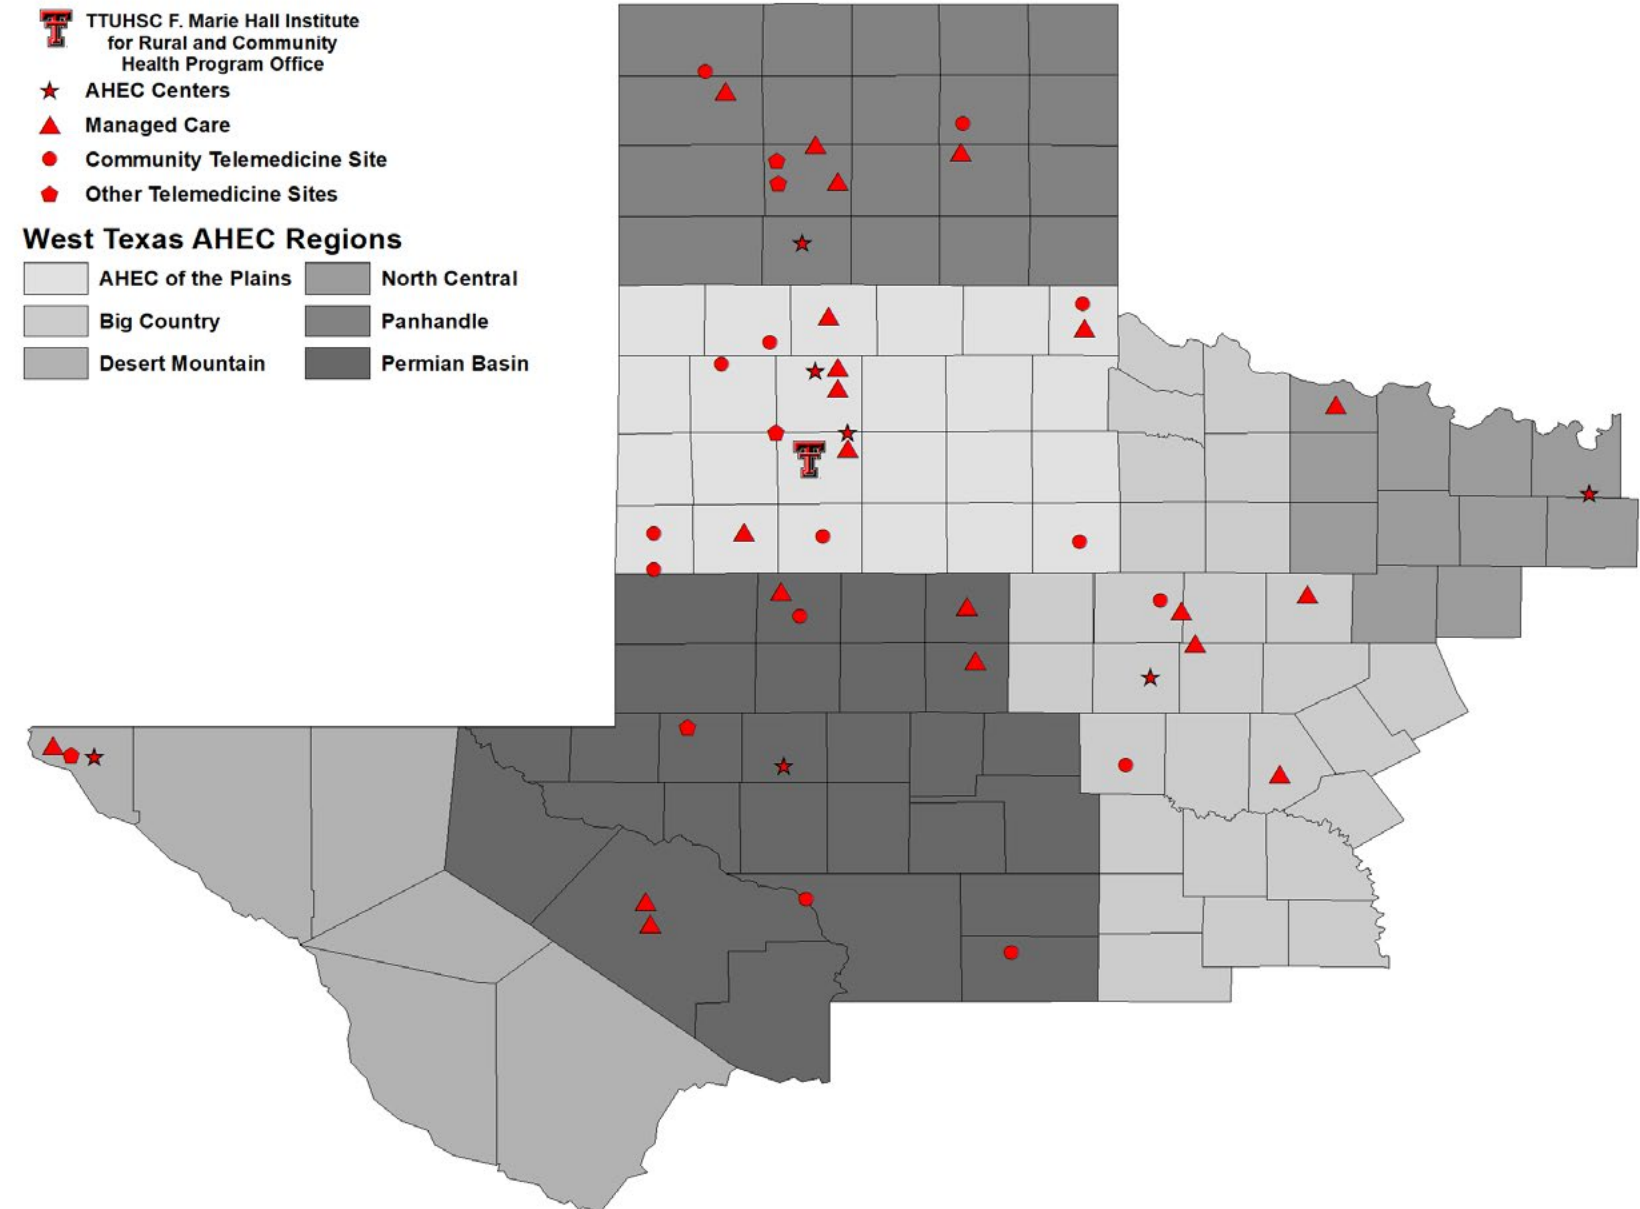 TTUHSC F. Marie Hall Institute
for Rural and Community
Health Program Office
AHEC Centers
Managed Care
Community Telemedicine Site
Other Telemedicine Sites
West Texas AHEC Regions
AHEC of the Plains
North Central
Big Country
Panhandle
Desert Mountain
Permian Basin